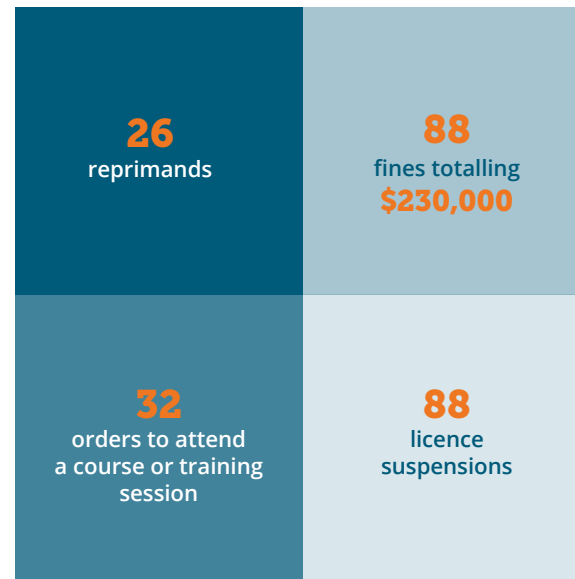 26
reprimands
88
fines totalling
$230,000
32
orders to attend
a course or training
session
88
licence
suspensions